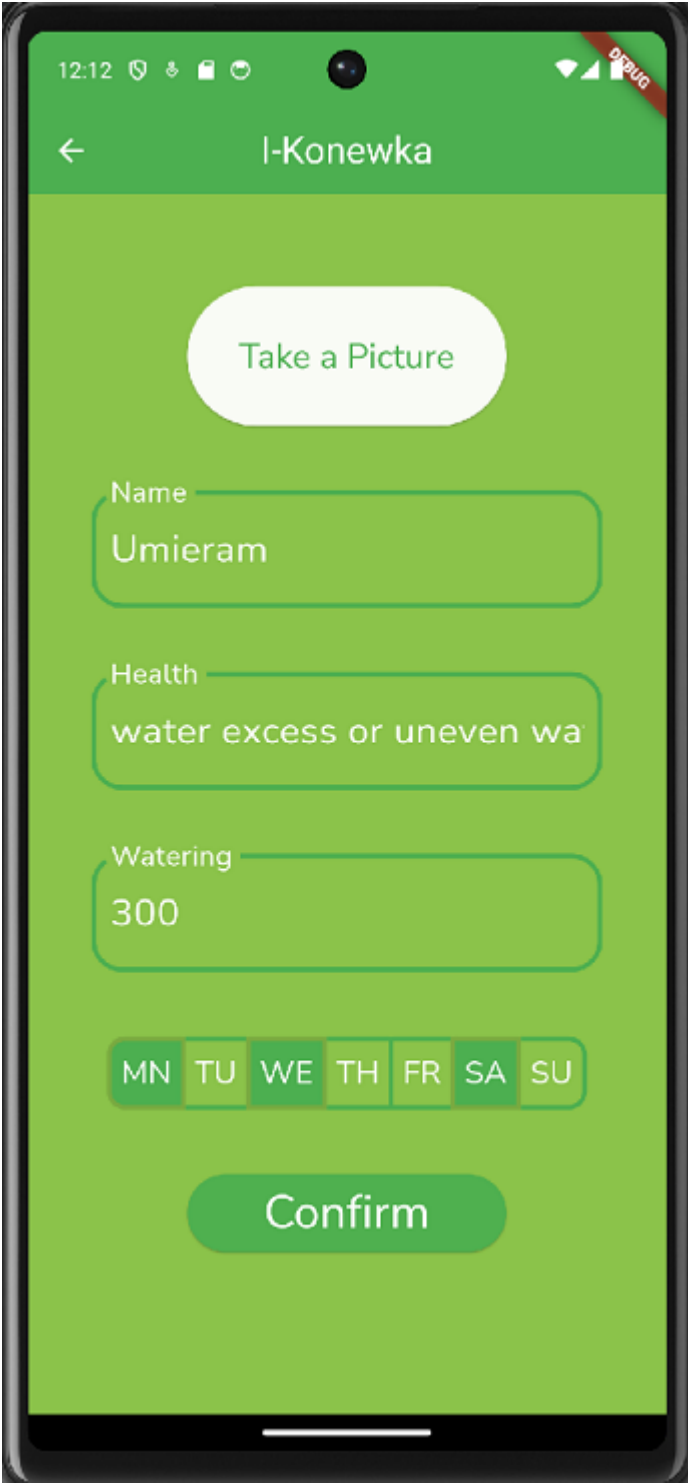 12:12
DEBUG
I-Konewka
Take a Picture
Name
Umieram
Health
water excess or uneven wa
Watering
300
MN TU WE TH FR SA SU
Confirm